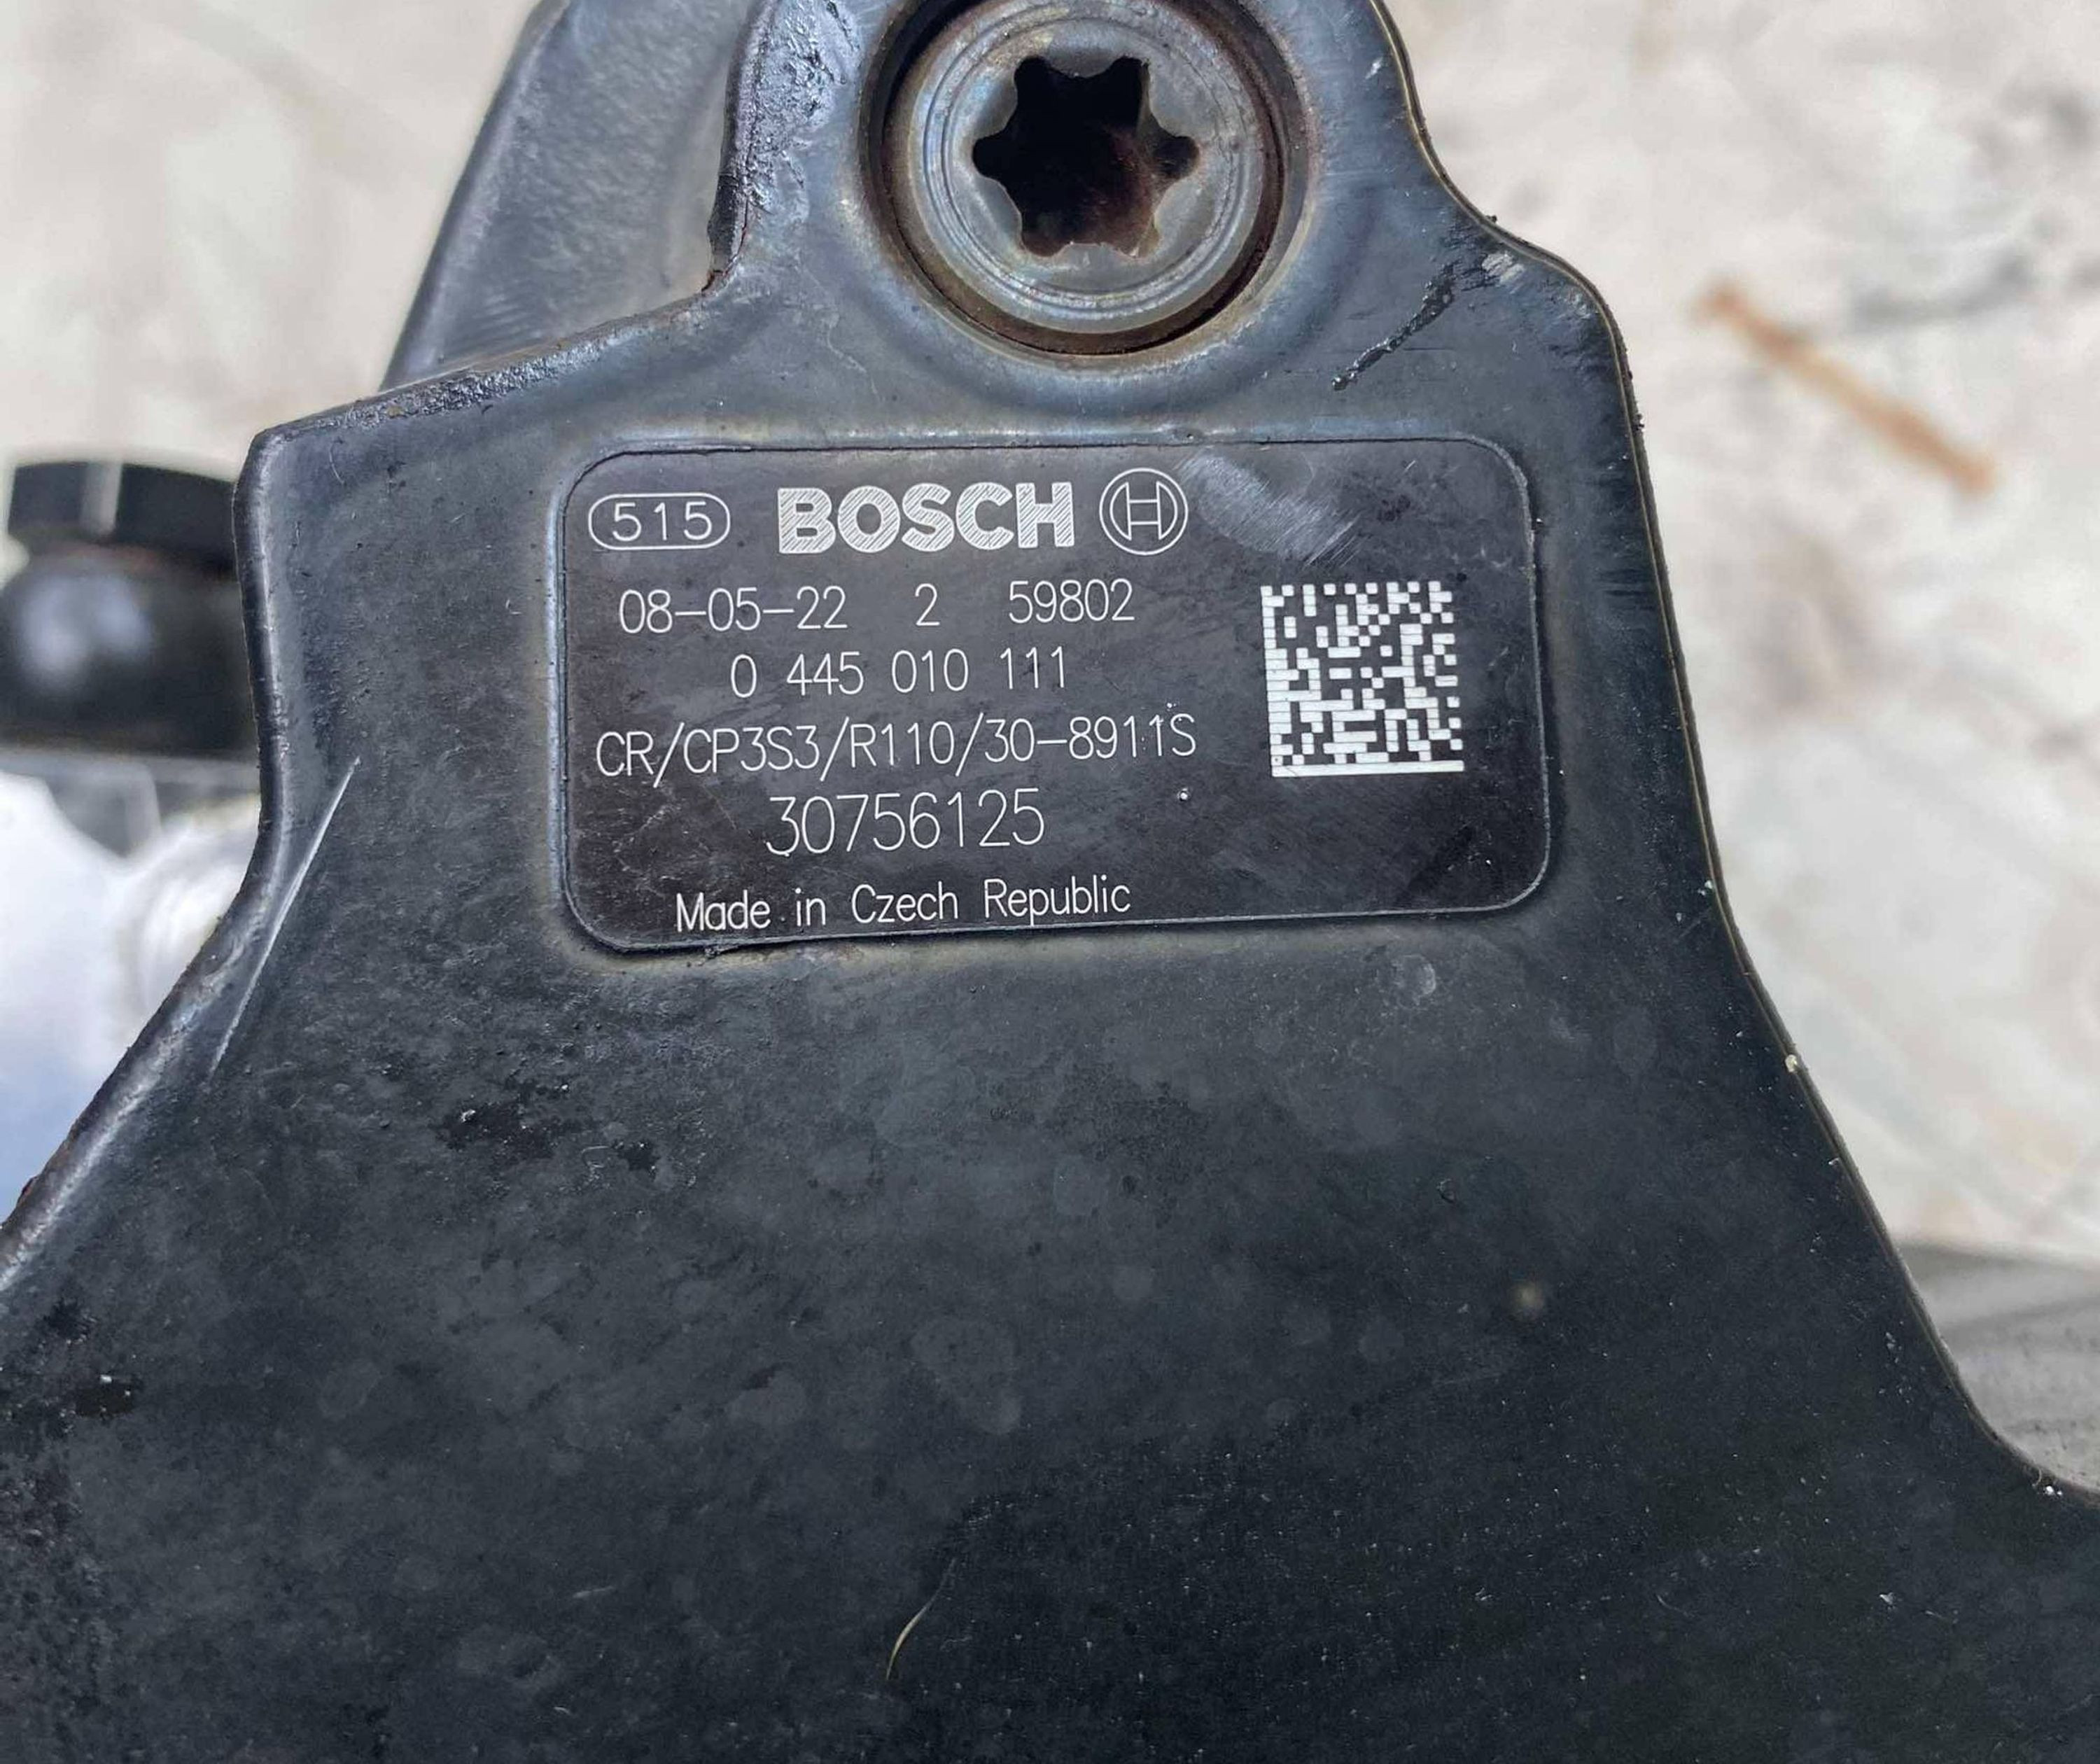 515 BOSCH
08-05-22 2 59802
0 445 010 111
CR/CP3S3/R110/30-8911S
30756125
Made in Czech Republic